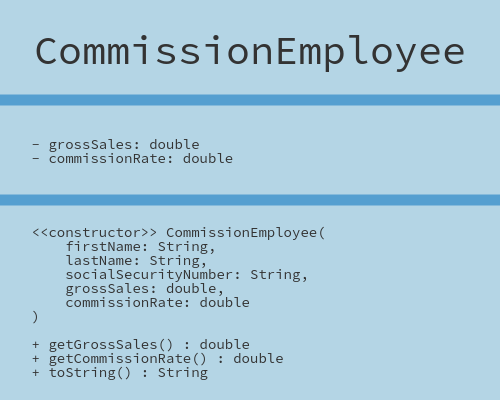 CommissionEmployee
- grossSales: double
- commissionRate: double
<<constructor>> CommissionEmployee(
    firstName: String,
    lastName: String,
    socialSecurityNumber: String,
    grossSales: double,
    commissionRate: double
)
+ getGrossSales() : double
+ getCommissionRate() : double
+ toString() : String